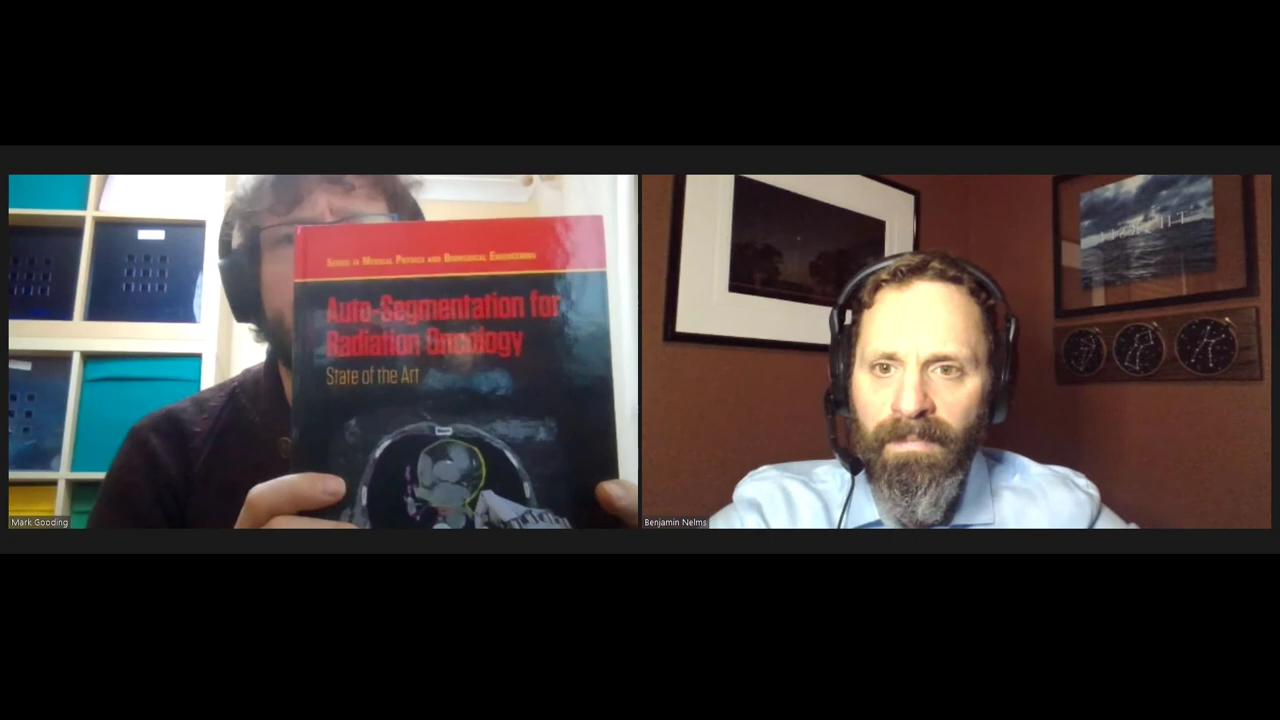 SERIES IN MEDICAL PHYSICS AND BIOMEDICAL ENGINEERING
Auto-Segmentation for
Radiation Oncology
State of the Art
Mark Gooding
Benjamin Nelms